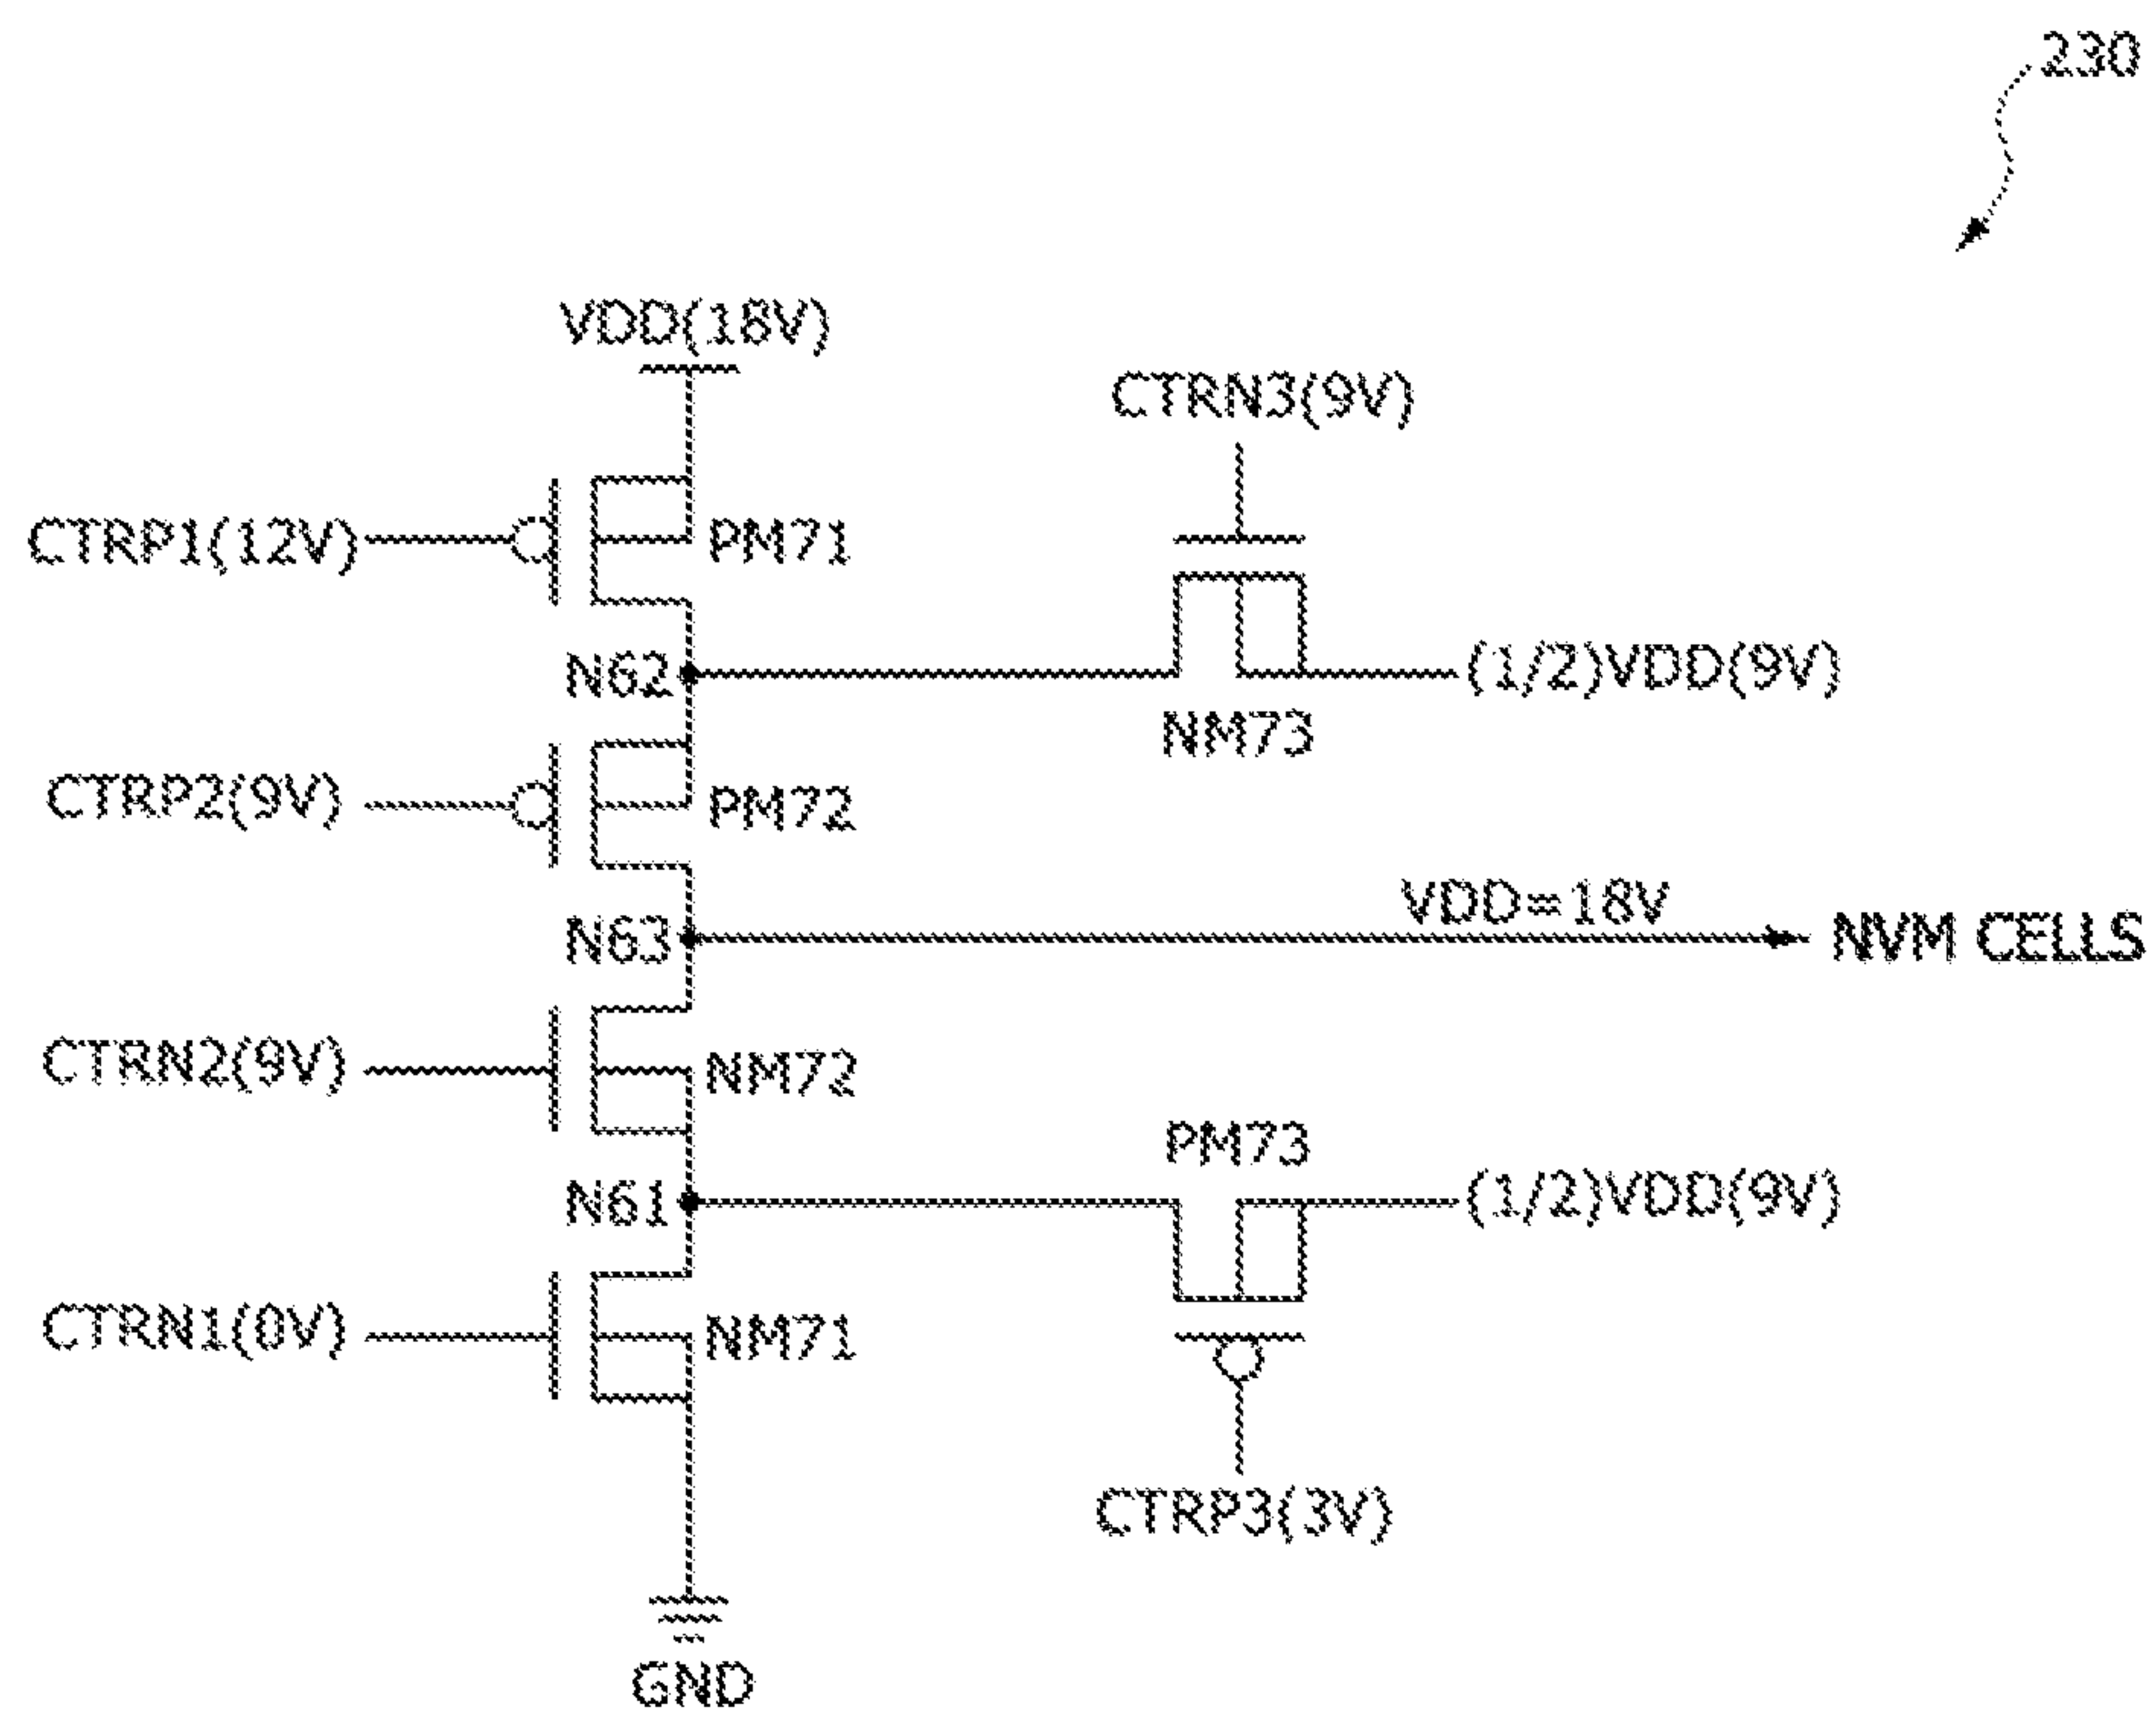 230
VDD(18V)
CTRN3(9V)
CTRP1(12V)
PM71
N62
(1/2)VDD(9V)
NM73
CTRP2(9V)
PM72
VDD=18V
N63
NVM CELLS
CTRN2(9V)
NM72
PM73
N61
(1/2)VDD(9V)
CTRN1(0V)
NM71
CTRP3(3V)
GND